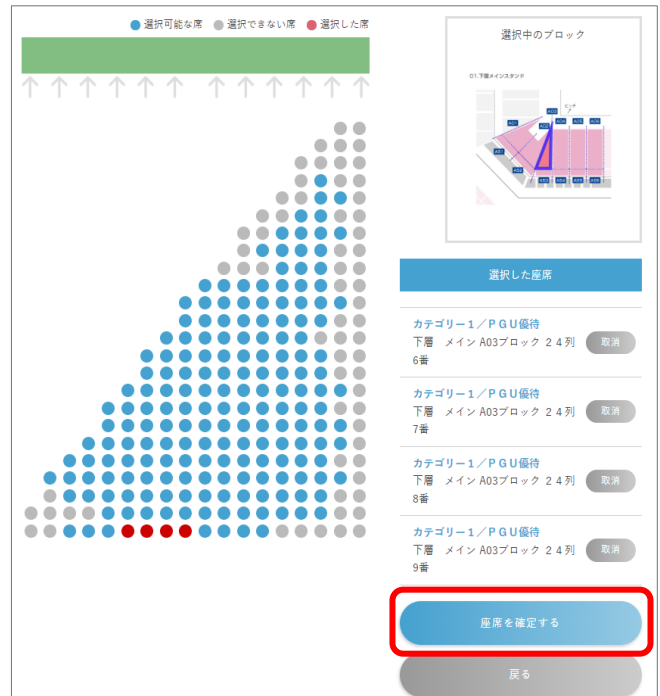 選択可能な席 選択できない席 選択した席
選択中のブロック
01.下層メインスタンド
ピッチ
選択した座席
カテゴリー１／ＰＧＵ優待
下層 メイン A03ブロック ２４列
6番
取消
カテゴリー１／ＰＧＵ優待
下層 メイン A03ブロック ２４列
7番
取消
カテゴリー１／ＰＧＵ優待
下層 メイン A03ブロック ２４列
8番
取消
カテゴリー１／ＰＧＵ優待
下層 メイン A03ブロック ２４列
9番
取消
座席を確定する
戻る